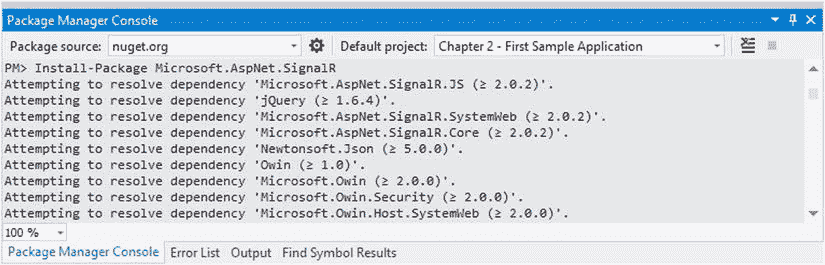 Package Manager Console
Package source: nuget.org Default project: Chapter 2 - First Sample Application
PM> Install-Package Microsoft.AspNet.SignalR
Attempting to resolve dependency 'Microsoft.AspNet.SignalR.JS (≥ 2.0.2)'.
Attempting to resolve dependency 'jQuery (≥ 1.6.4)'.
Attempting to resolve dependency 'Microsoft.AspNet.SignalR.SystemWeb (≥ 2.0.2)'.
Attempting to resolve dependency 'Microsoft.AspNet.SignalR.Core (≥ 2.0.2)'.
Attempting to resolve dependency 'Newtonsoft.Json (≥ 5.0.0)'.
Attempting to resolve dependency 'Owin (≥ 1.0)'.
Attempting to resolve dependency 'Microsoft.Owin (≥ 2.0.0)'.
Attempting to resolve dependency 'Microsoft.Owin.Security (≥ 2.0.0)'.
Attempting to resolve dependency 'Microsoft.Owin.Host.SystemWeb (≥ 2.0.0)'.
100 %
Package Manager Console Error List Output Find Symbol Results